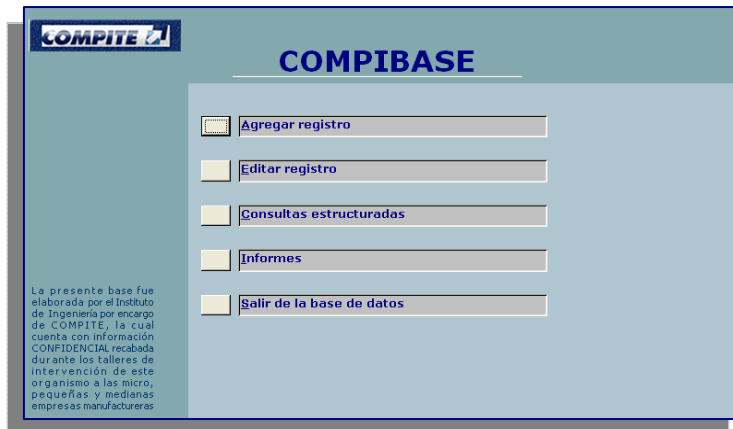 COMPITE
COMPIBASE
Agregar registro
Editar registro
Consultas estructuradas
Informes
Salir de la base de datos
La presente base fue
elaborada por el Instituto
de Ingeniería por encargo
de COMPITE, la cual
cuenta con información
CONFIDENCIAL recabada
durante los talleres de
intervención de este
organismo a las micro,
pequeñas y medianas
empresas manufactureras